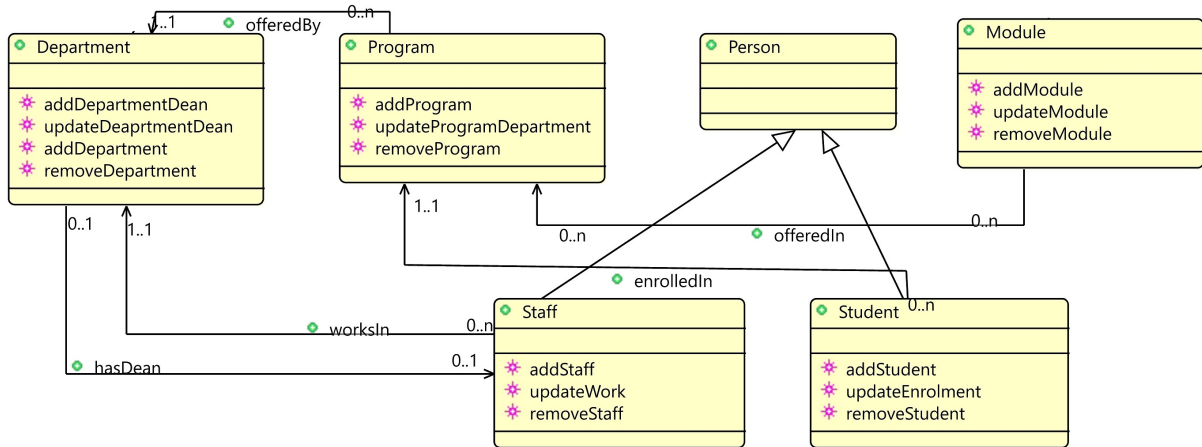 1..1
offeredBy
0..n
Department
addDepartmentDean
updateDeaprtmentDean
addDepartment
removeDepartment
Program
addProgram
updateProgramDepartment
removeProgram
Person
Module
addModule
updateModule
removeModule
0..1
1..1
1..1
0..n
offeredIn
0..n
enrolledIn
worksIn
0..n
hasDean
0..1
Staff
addStaff
updateWork
removeStaff
0..n
Student
addStudent
updateEnrolment
removeStudent